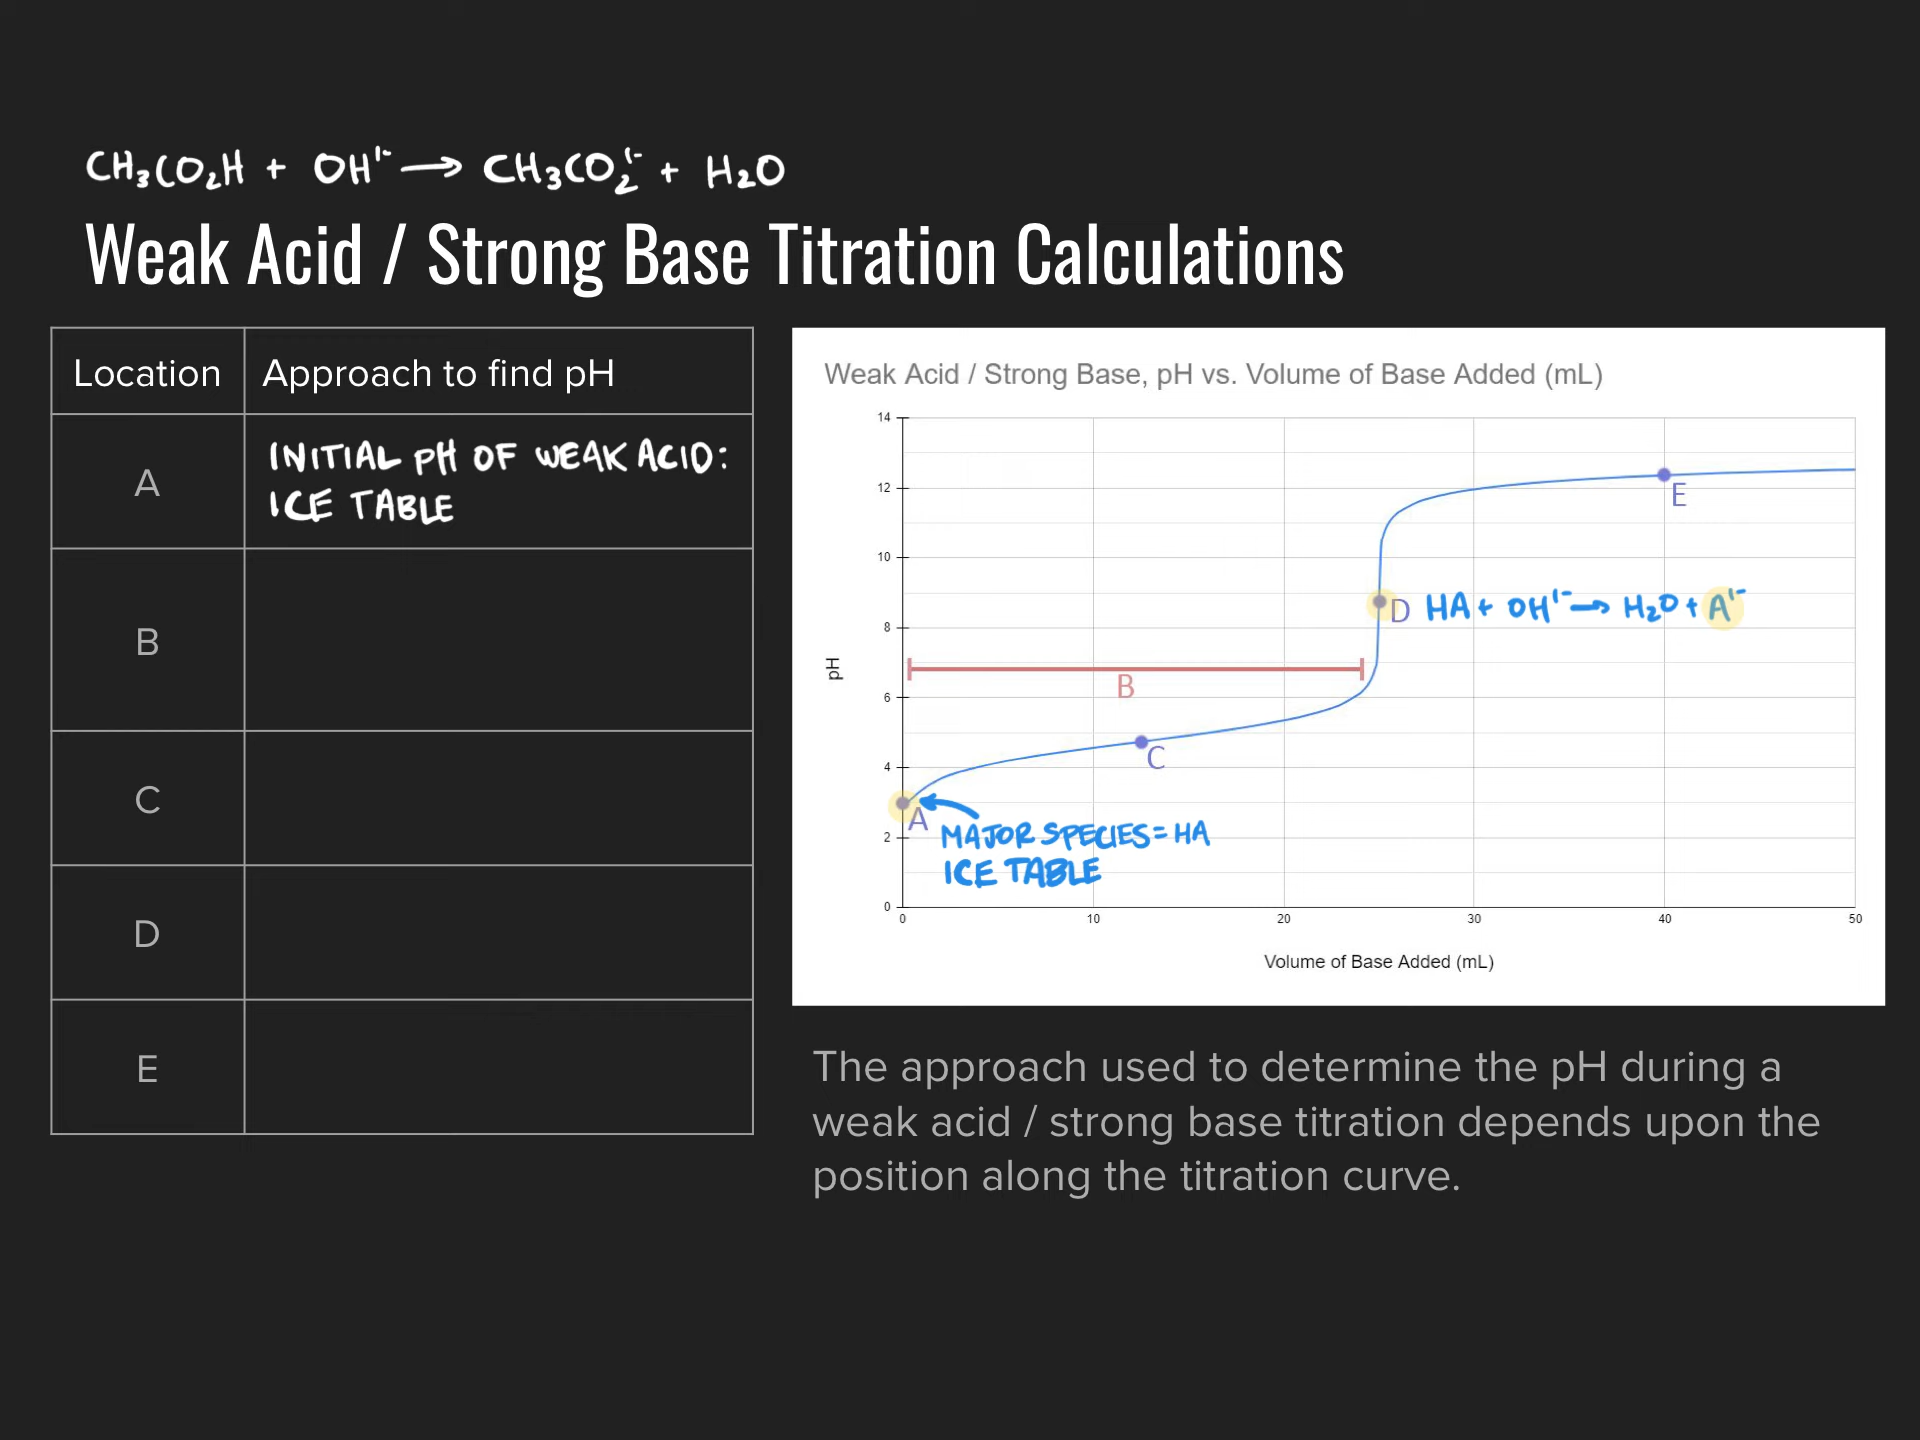 CH₃CO₂H + OH¹⁻ → CH₃CO₂¹⁻ + H₂O
Weak Acid / Strong Base Titration Calculations
Location
Approach to find pH
A
INITIAL pH OF WEAK ACID:
ICE TABLE
B
C
D
E
Weak Acid / Strong Base, pH vs. Volume of Base Added (mL)
14
12
10
8
6
4
2
0
pH
E
D HA + OH¹⁻ → H₂O + A¹⁻
B
C
A
MAJOR SPECIES = HA
ICE TABLE
0 10 20 30 40 50
Volume of Base Added (mL)
The approach used to determine the pH during a
weak acid / strong base titration depends upon the
position along the titration curve.